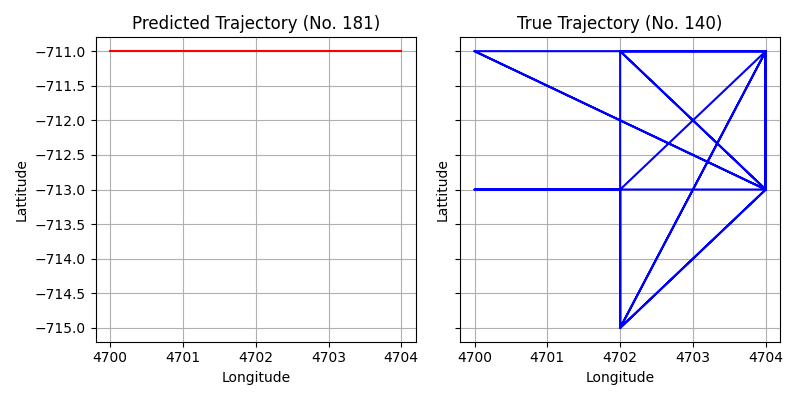 Predicted Trajectory (No. 181)
True Trajectory (No. 140)
−711.0
−711.5
−712.0
−712.5
−713.0
−713.5
−714.0
−714.5
−715.0
Lattitude
Lattitude
4700 4701 4702 4703 4704
4700 4701 4702 4703 4704
Longitude
Longitude